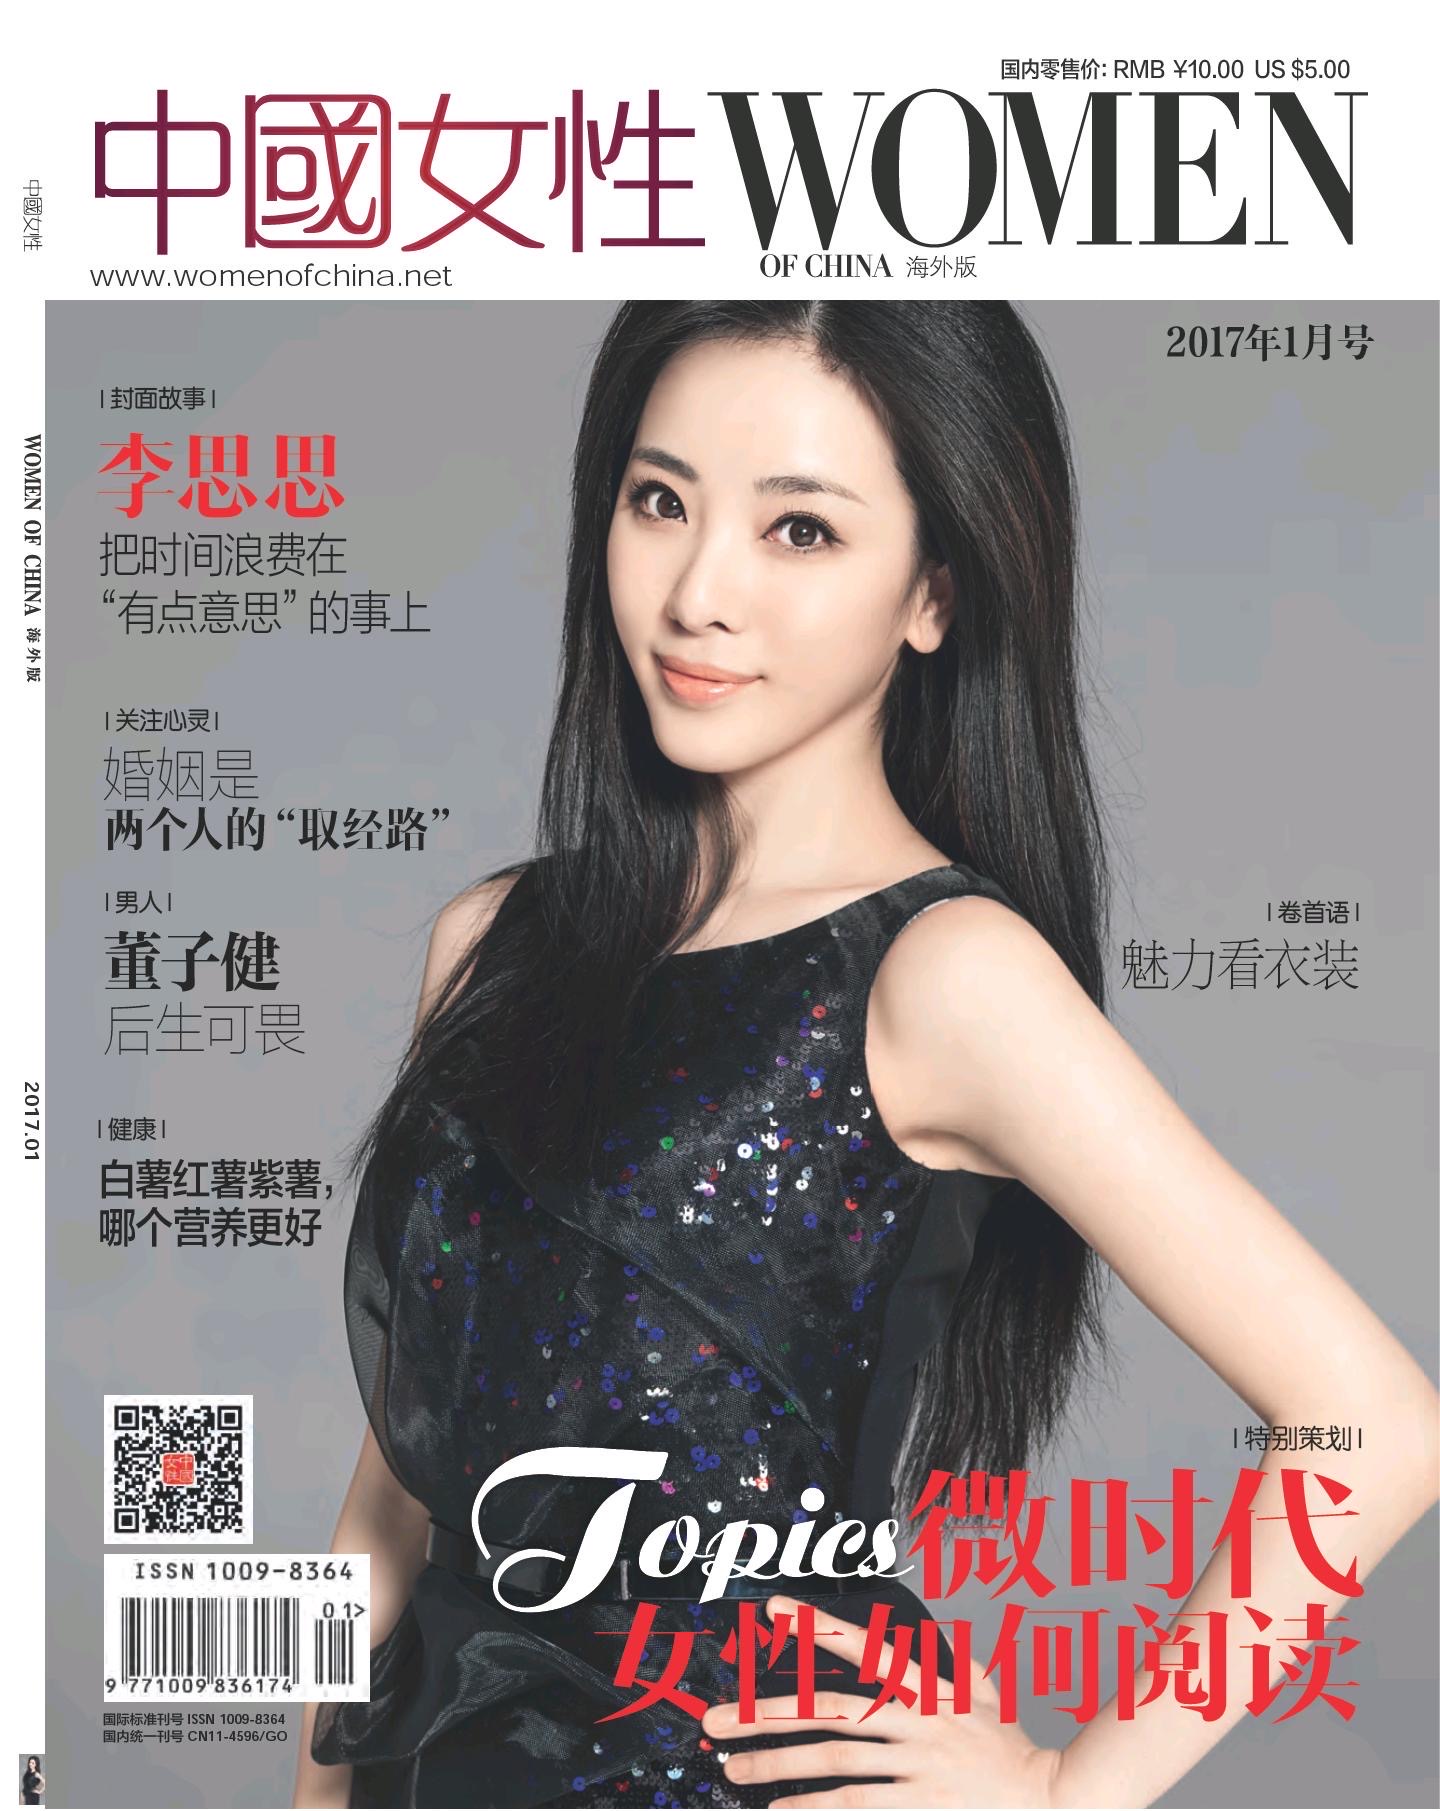 国内零售价: RMB ¥10.00 US $5.00
中國女性 WOMEN
OF CHINA 海外版
www.womenofchina.net
2017年1月号
中國女性
WOMEN OF CHINA 海外版
2017.01
| 封面故事 |
李思思
把时间浪费在
“有点意思”的事上
| 关注心灵 |
婚姻是
两个人的“取经路”
| 男人 |
董子健
后生可畏
| 健康 |
白薯红薯紫薯,
哪个营养更好
| 卷首语 |
魅力看衣装
| 特别策划 |
Topics 微时代
女性如何阅读
中國女性
ISSN 1009-8364
01>
9 771009 836174
国际标准刊号 ISSN 1009-8364
国内统一刊号 CN11-4596/GO